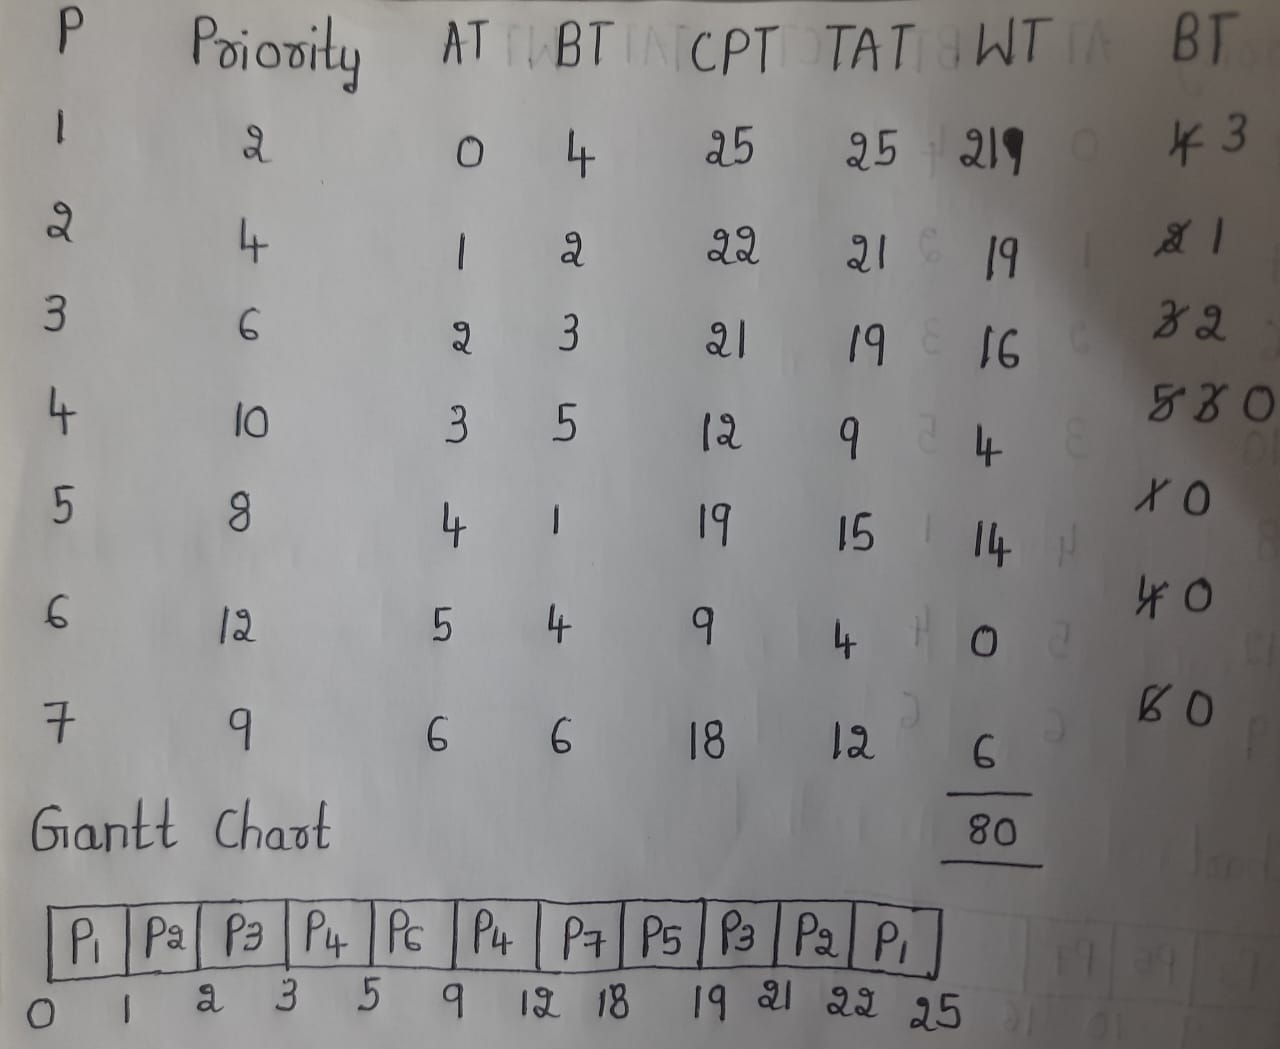 P Priority AT BT CPT TAT WT BT
1 2 0 4 25 25 21 4 3
2 4 1 2 22 21 19 2 1
3 6 2 3 21 19 16 3 2
4 10 3 5 12 9 4 5 3 0
5 8 4 1 19 15 14 1 0
6 12 5 4 9 4 0 4 0
7 9 6 6 18 12 6 6 0
Gantt Chart 80
P1 P2 P3 P4 P6 P4 P7 P5 P3 P2 P1
0 1 2 3 5 9 12 18 19 21 22 25